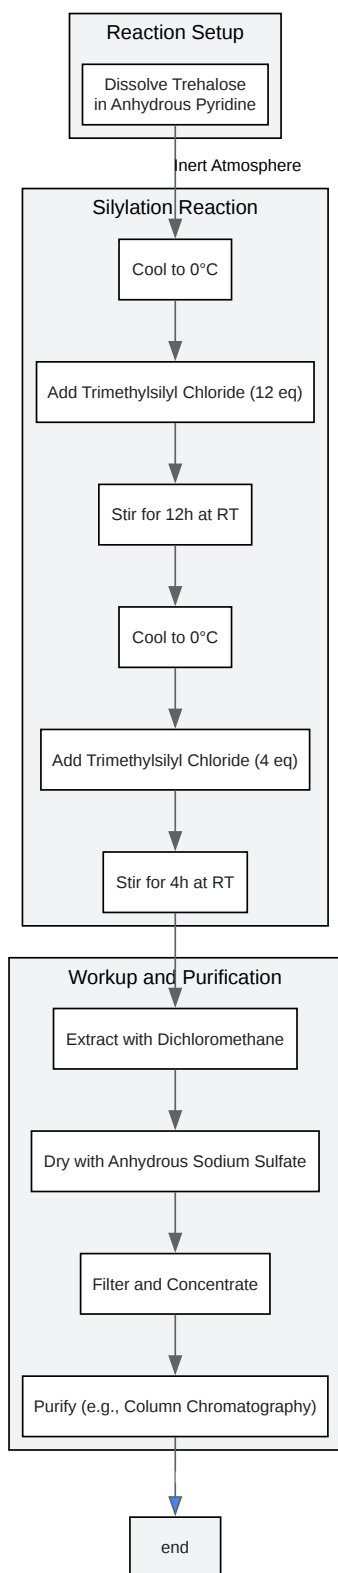 Reaction Setup
Dissolve Trehalose
in Anhydrous Pyridine
Inert Atmosphere
Silylation Reaction
Cool to 0°C
Add Trimethylsilyl Chloride (12 eq)
Stir for 12h at RT
Cool to 0°C
Add Trimethylsilyl Chloride (4 eq)
Stir for 4h at RT
Workup and Purification
Extract with Dichloromethane
Dry with Anhydrous Sodium Sulfate
Filter and Concentrate
Purify (e.g., Column Chromatography)
end